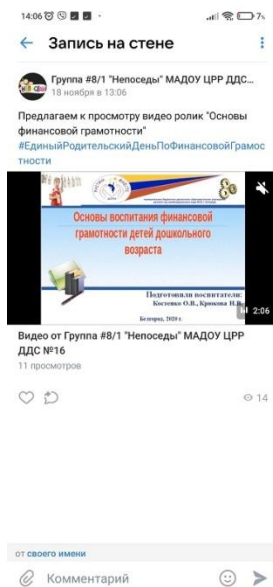 14:06
7%
Запись на стене
Группа #8/1 "Непоседы" МАДОУ ЦРР ДДС...
18 ноября в 13:06
Предлагаем к просмотру видео ролик "Основы
финансовой грамотности"
#ЕдиныйРодительскийДеньПоФинансовойГрамос
тности
Основы воспитания финансовой
грамотности детей дошкольного
возраста
Подготовили воспитатели:
Костенко О.В., Крюкова Н.В.
Белгород, 2020 г.
2:06
Видео от Группа #8/1 "Непоседы" МАДОУ ЦРР
ДДС №16
11 просмотров
14
от своего имени
Комментарий